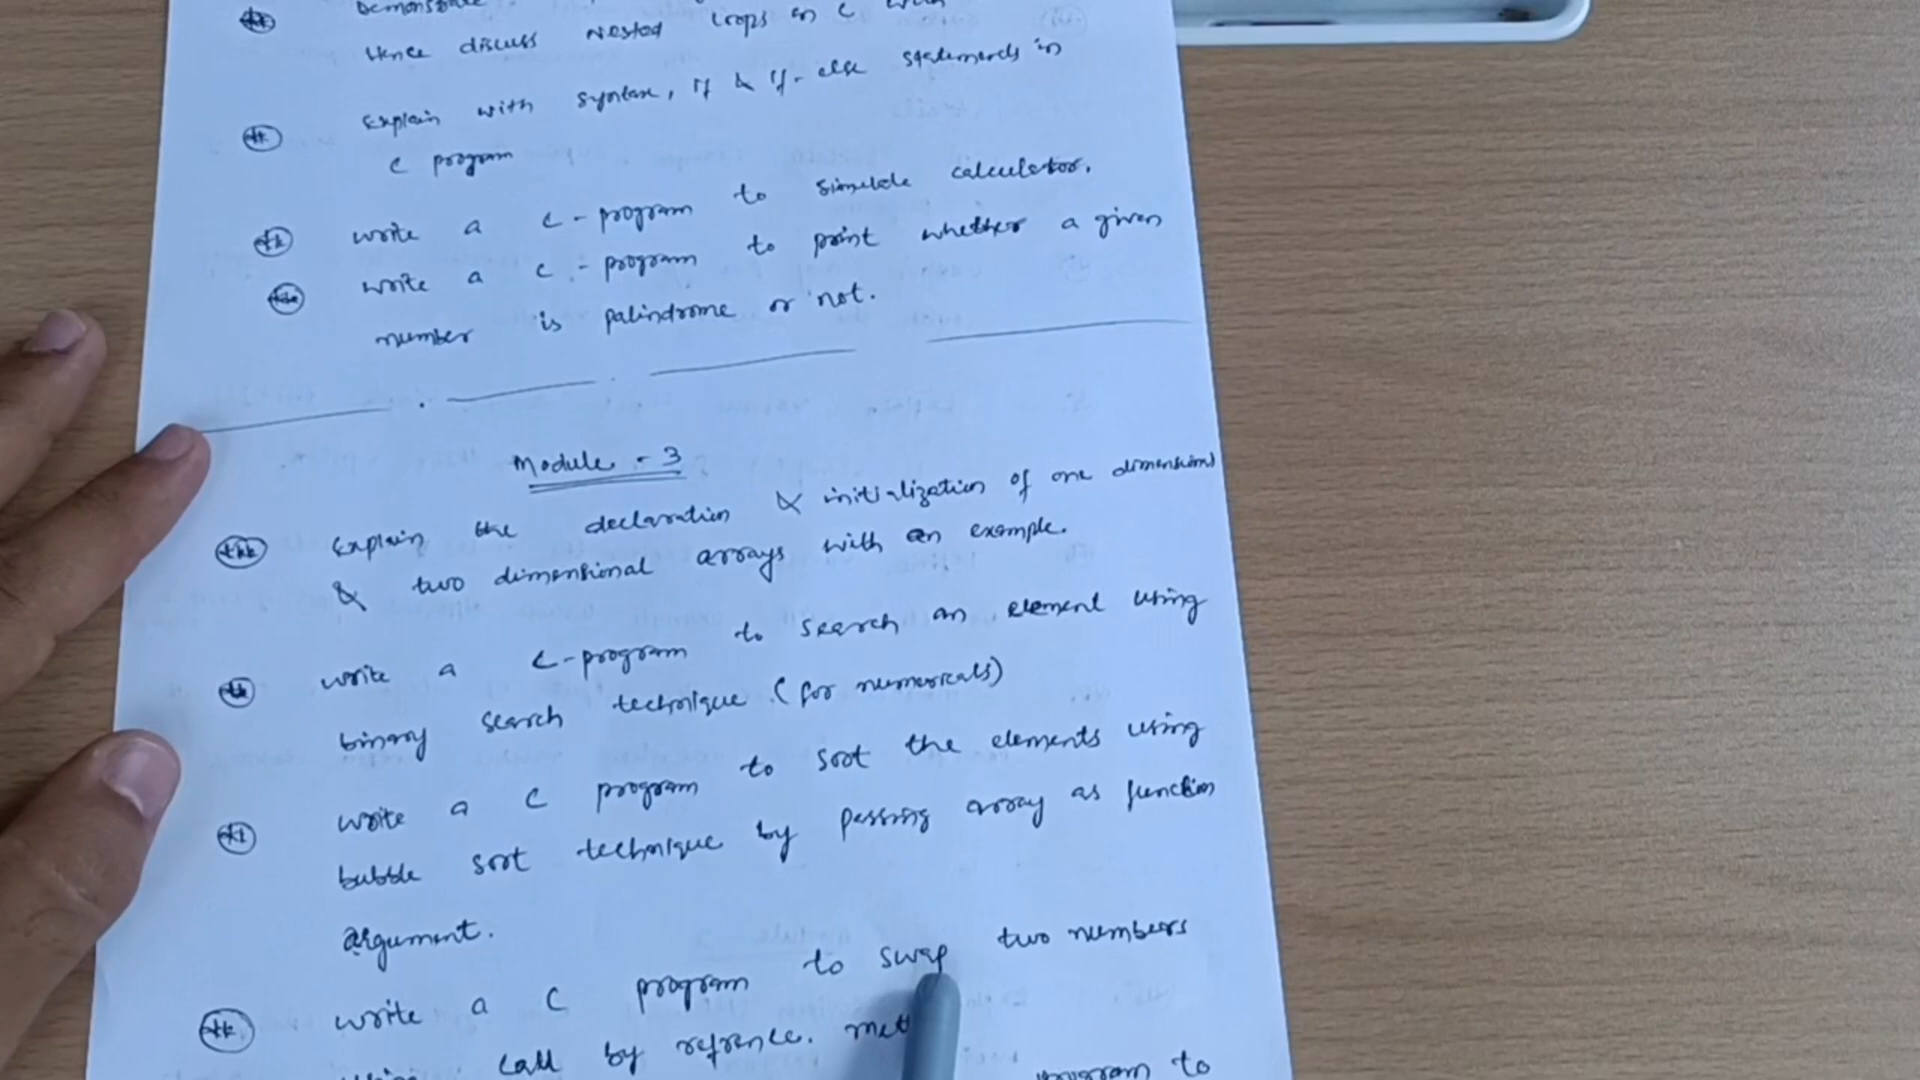 Demonstrate
Hence discuss Nested loops in C with
** Explain with syntax, if & if-else statements in
C program
** write a C-program to simulate calculator.
*** write a C-program to print whether a given
number is palindrome or not.
Module - 3
*** Explain the declaration & initialization of one dimensional
& two dimensional arrays with an example.
** write a C-program to search an element using
binary search technique (for numericals)
** write a C program to sort the elements using
bubble sort technique by passing array as function
argument.
** write a C program to swap two numbers
call by refrence. met
program to